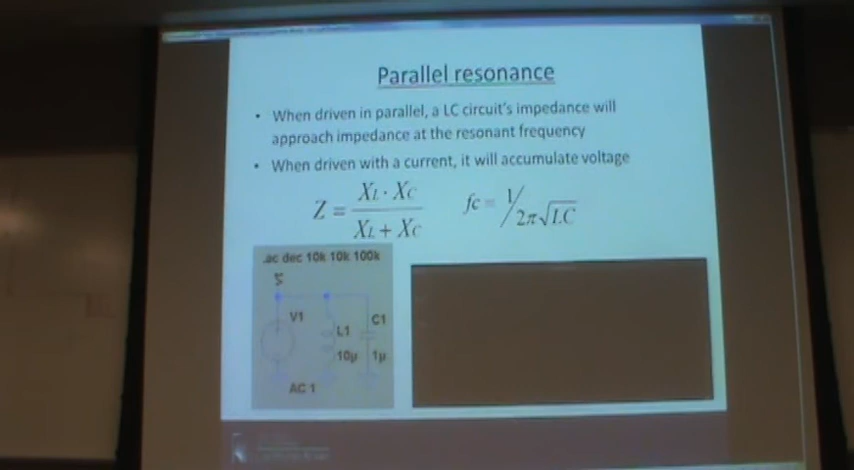 Parallel resonance
• When driven in parallel, a LC circuit's impedance will
approach impedance at the resonant frequency
• When driven with a current, it will accumulate voltage
Z = XL · XC / XL + XC
fc = 1/2π√LC
.ac dec 10k 10k 100k
V1
L1
C1
10µ
1µ
AC 1